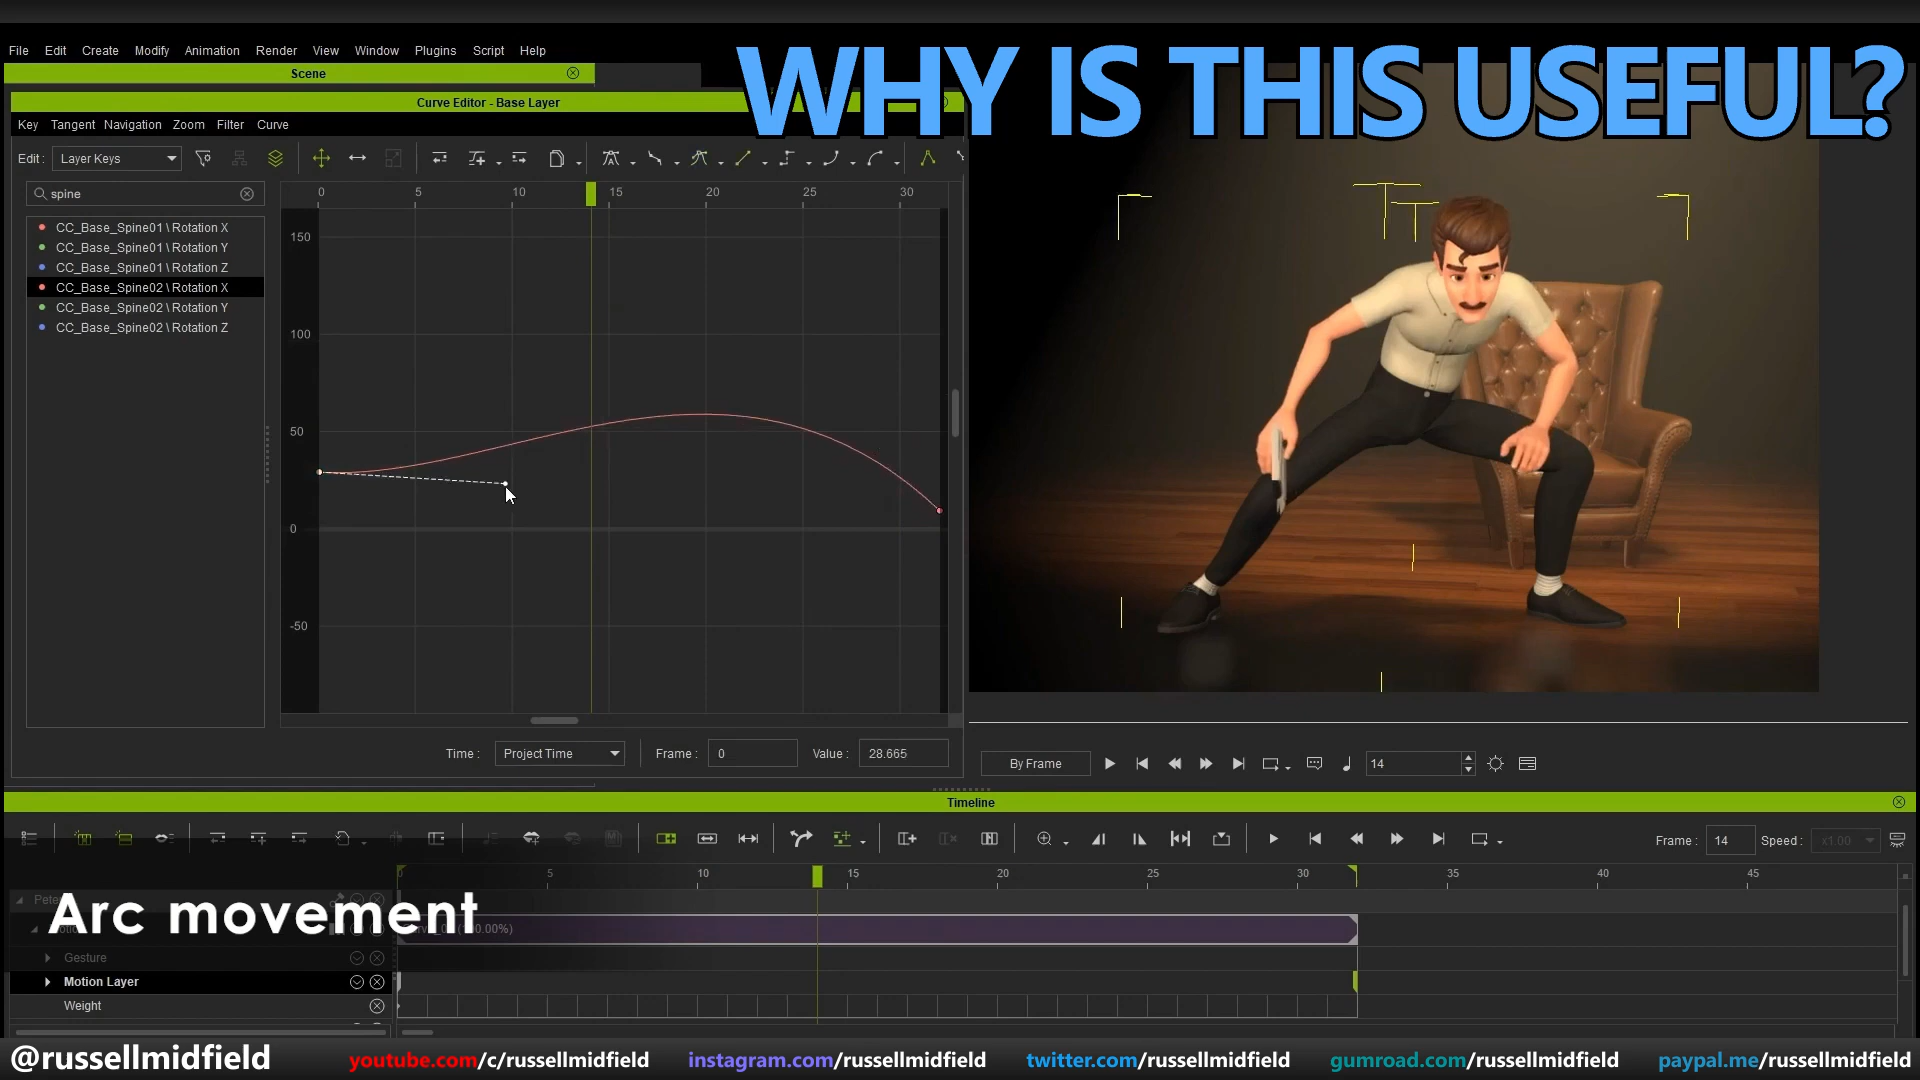 File Edit Create Modify Animation Render View Window Plugins Script Help
WHY IS THIS USEFUL?
Scene
Curve Editor - Base Layer
Key Tangent Navigation Zoom Filter Curve
Edit : Layer Keys
spine
0 5 10 15 20 25 30
CC_Base_Spine01 \ Rotation X
CC_Base_Spine01 \ Rotation Y
CC_Base_Spine01 \ Rotation Z
CC_Base_Spine02 \ Rotation X
CC_Base_Spine02 \ Rotation Y
CC_Base_Spine02 \ Rotation Z
150
100
50
0
-50
Time : Project Time Frame : 0 Value : 28.665
By Frame 14
Timeline
Frame : 14 Speed : x1.00
0 5 10 15 20 25 30 35 40 45
Arc movement
Gesture
Motion Layer
Weight
@russellmidfield youtube.com/c/russellmidfield instagram.com/russellmidfield twitter.com/russellmidfield gumroad.com/russellmidfield paypal.me/russellmidfield